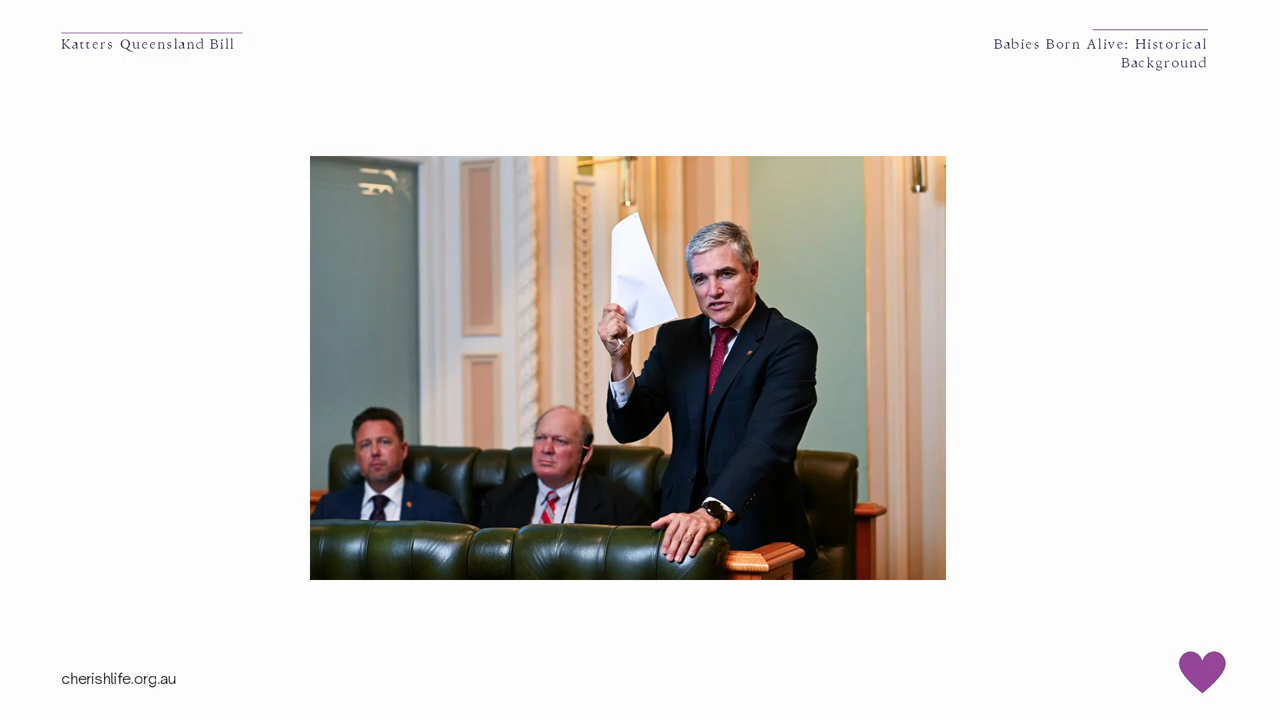 Katters Queensland Bill
Babies Born Alive: Historical
Background
cherishlife.org.au